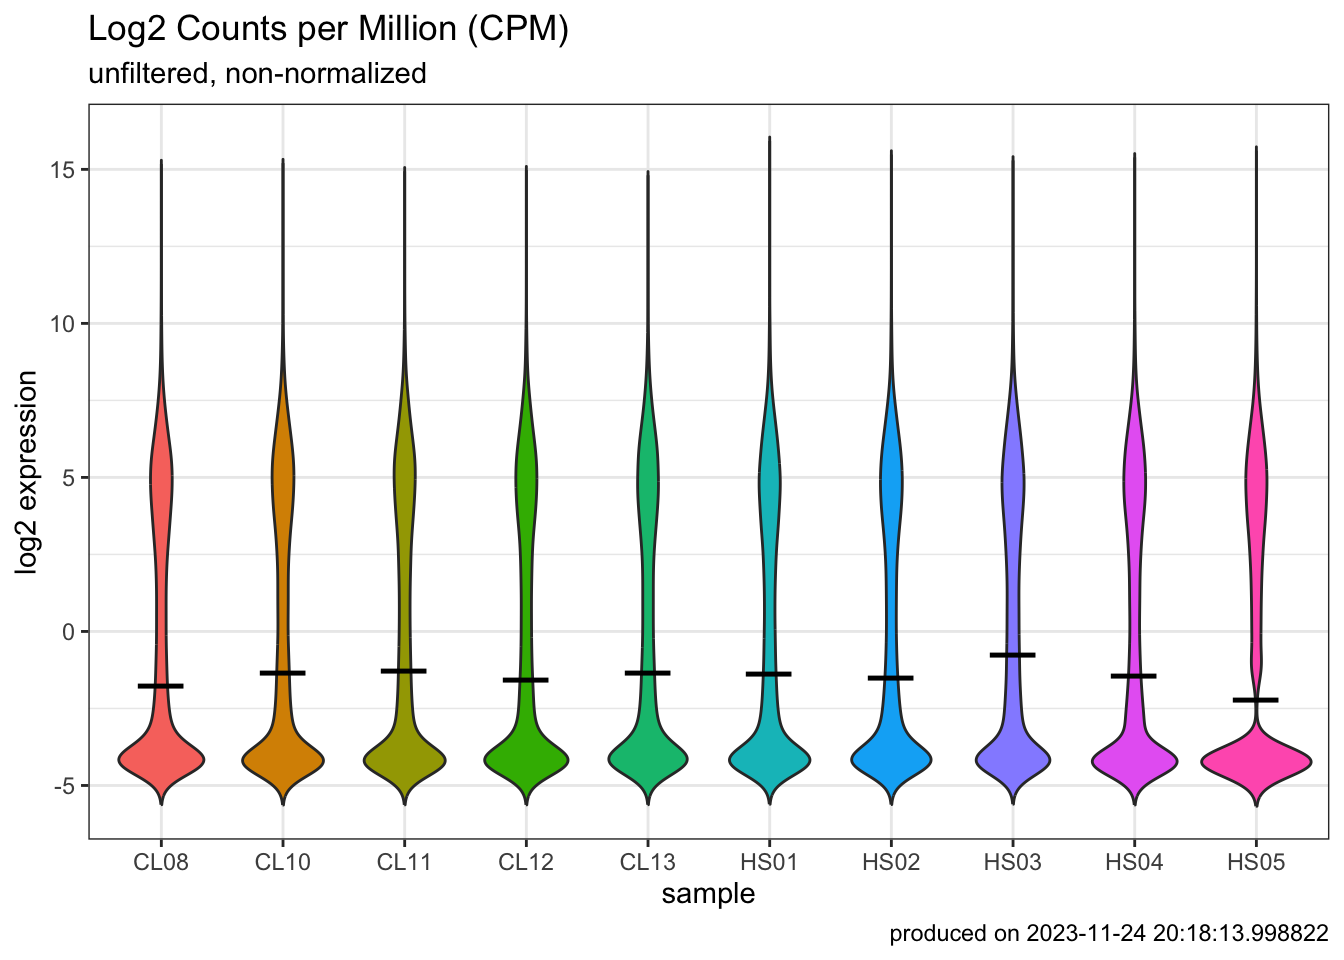 Log2 Counts per Million (CPM)
unfiltered, non-normalized
log2 expression
15
10
5
0
-5
CL08 CL10 CL11 CL12 CL13 HS01 HS02 HS03 HS04 HS05
sample
produced on 2023-11-24 20:18:13.998822